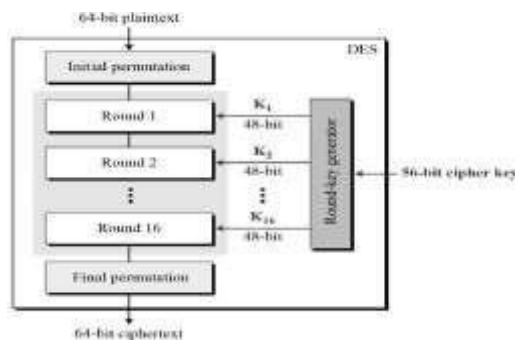 64-bit plaintext
DES
Initial permutation
Round 1
K1
48-bit
Round 2
K2
48-bit
Round 16
K16
48-bit
Round-key generator
56-bit cipher key
Final permutation
64-bit ciphertext